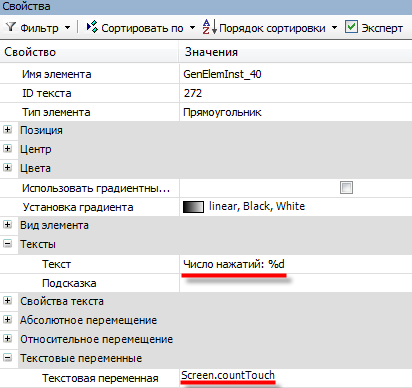 Свойства
Фильтр Сортировать по Порядок сортировки Эксперт
Свойство Значения
Имя элемента GenElemInst_40
ID текста 272
Тип элемента Прямоугольник
Позиция
Центр
Цвета
Использовать градиентны...
Установка градиента linear, Black, White
Вид элемента
Тексты
Текст Число нажатий: %d
Подсказка
Свойства текста
Абсолютное перемещение
Относительное перемещение
Текстовые переменные
Текстовая переменная Screen.countTouch